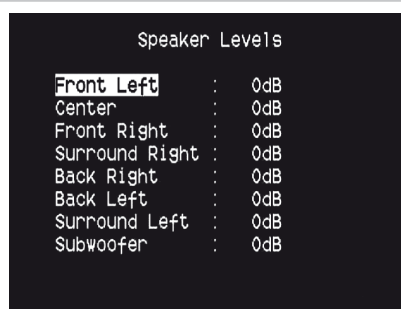 Speaker Levels
Front Left : 0dB
Center : 0dB
Front Right : 0dB
Surround Right : 0dB
Back Right : 0dB
Back Left : 0dB
Surround Left : 0dB
Subwoofer : 0dB